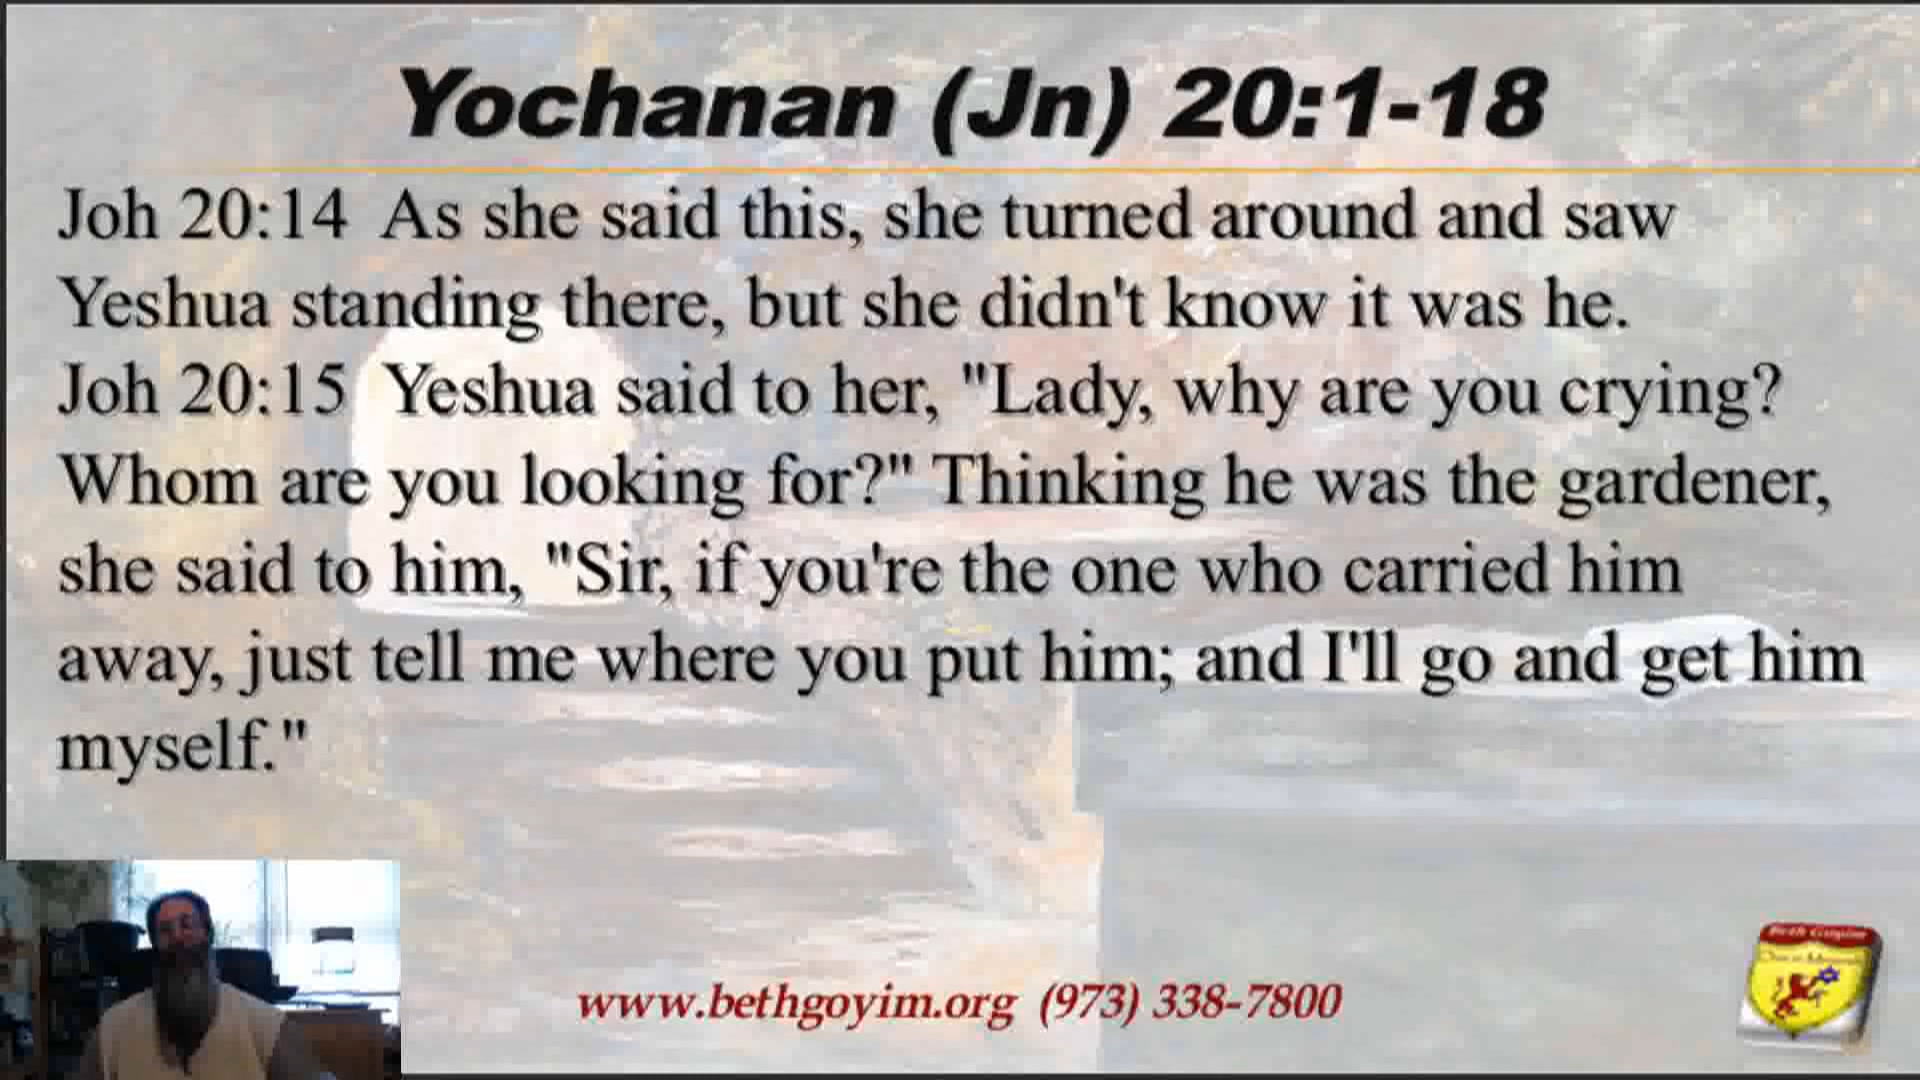 Yochanan (Jn) 20:1-18
Joh 20:14 As she said this, she turned around and saw
Yeshua standing there, but she didn't know it was he.
Joh 20:15 Yeshua said to her, "Lady, why are you crying?
Whom are you looking for?" Thinking he was the gardener,
she said to him, "Sir, if you're the one who carried him
away, just tell me where you put him; and I'll go and get him
myself."
www.bethgoyim.org (973) 338-7800
Beth Goyim